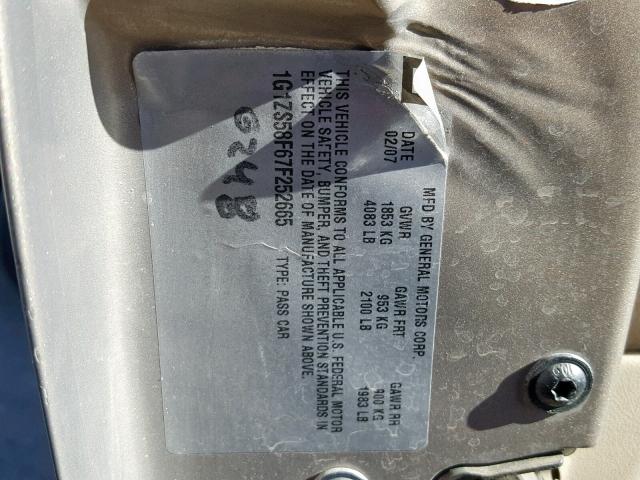 MFD BY GENERAL MOTORS CORP.
DATE GVWR GAWR FRT GAWR RR
02/07 1853 KG 953 KG 900 KG
4083 LB 2100 LB 1983 LB
THIS VEHICLE CONFORMS TO ALL APPLICABLE U.S. FEDERAL MOTOR
VEHICLE SAFETY, BUMPER, AND THEFT PREVENTION STANDARDS IN
EFFECT ON THE DATE OF MANUFACTURE SHOWN ABOVE.
1G1ZS58F67F252665 TYPE: PASS CAR
G248